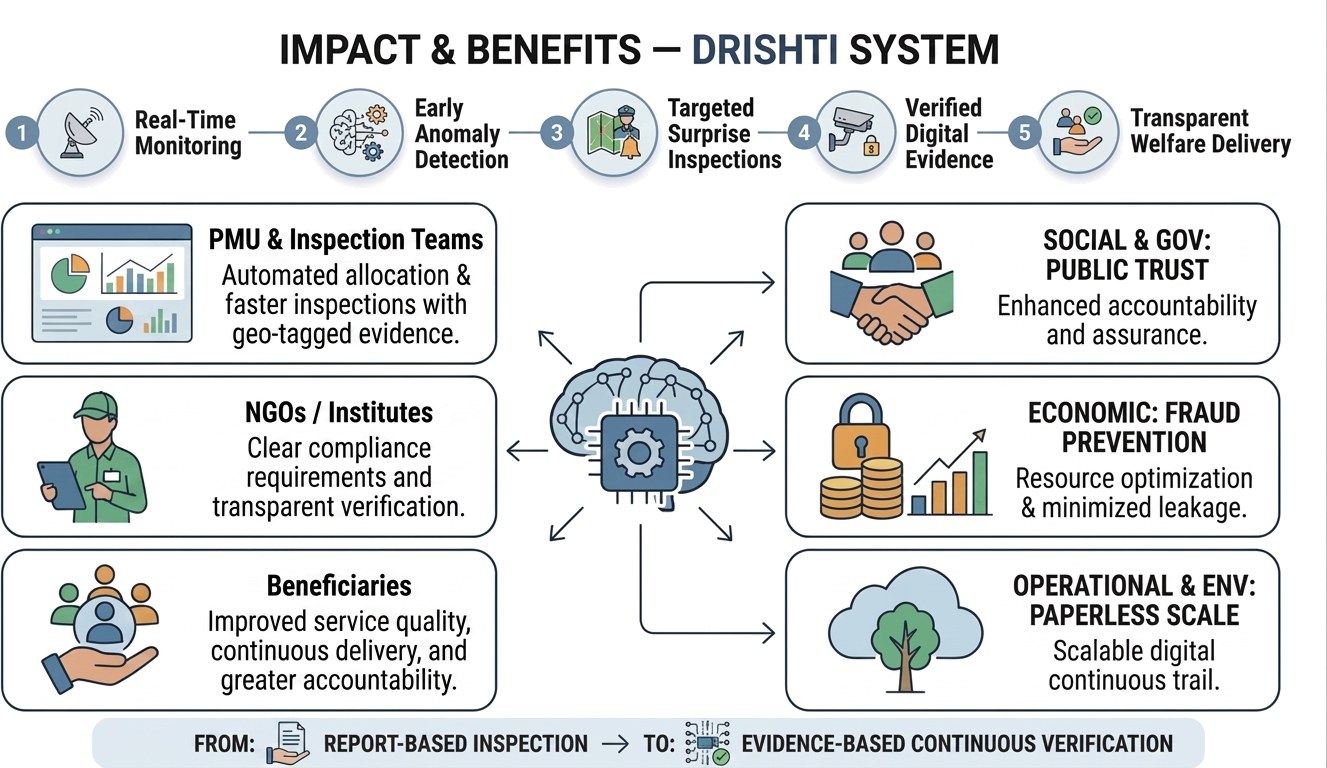 IMPACT & BENEFITS — DRISHTI SYSTEM
1
Real-Time
Monitoring
2
Early
Anomaly
Detection
3
Targeted
Surprise
Inspections
4
Verified
Digital
Evidence
5
Transparent
Welfare Delivery
PMU & Inspection Teams
Automated allocation &
faster inspections with
geo-tagged evidence.
NGOs / Institutes
Clear compliance
requirements and
transparent verification.
Beneficiaries
Improved service quality,
continuous delivery, and
greater accountability.
SOCIAL & GOV:
PUBLIC TRUST
Enhanced accountability
and assurance.
ECONOMIC: FRAUD
PREVENTION
Resource optimization
& minimized leakage.
OPERATIONAL & ENV:
PAPERLESS SCALE
Scalable digital
continuous trail.
FROM: REPORT-BASED INSPECTION → TO: EVIDENCE-BASED CONTINUOUS VERIFICATION